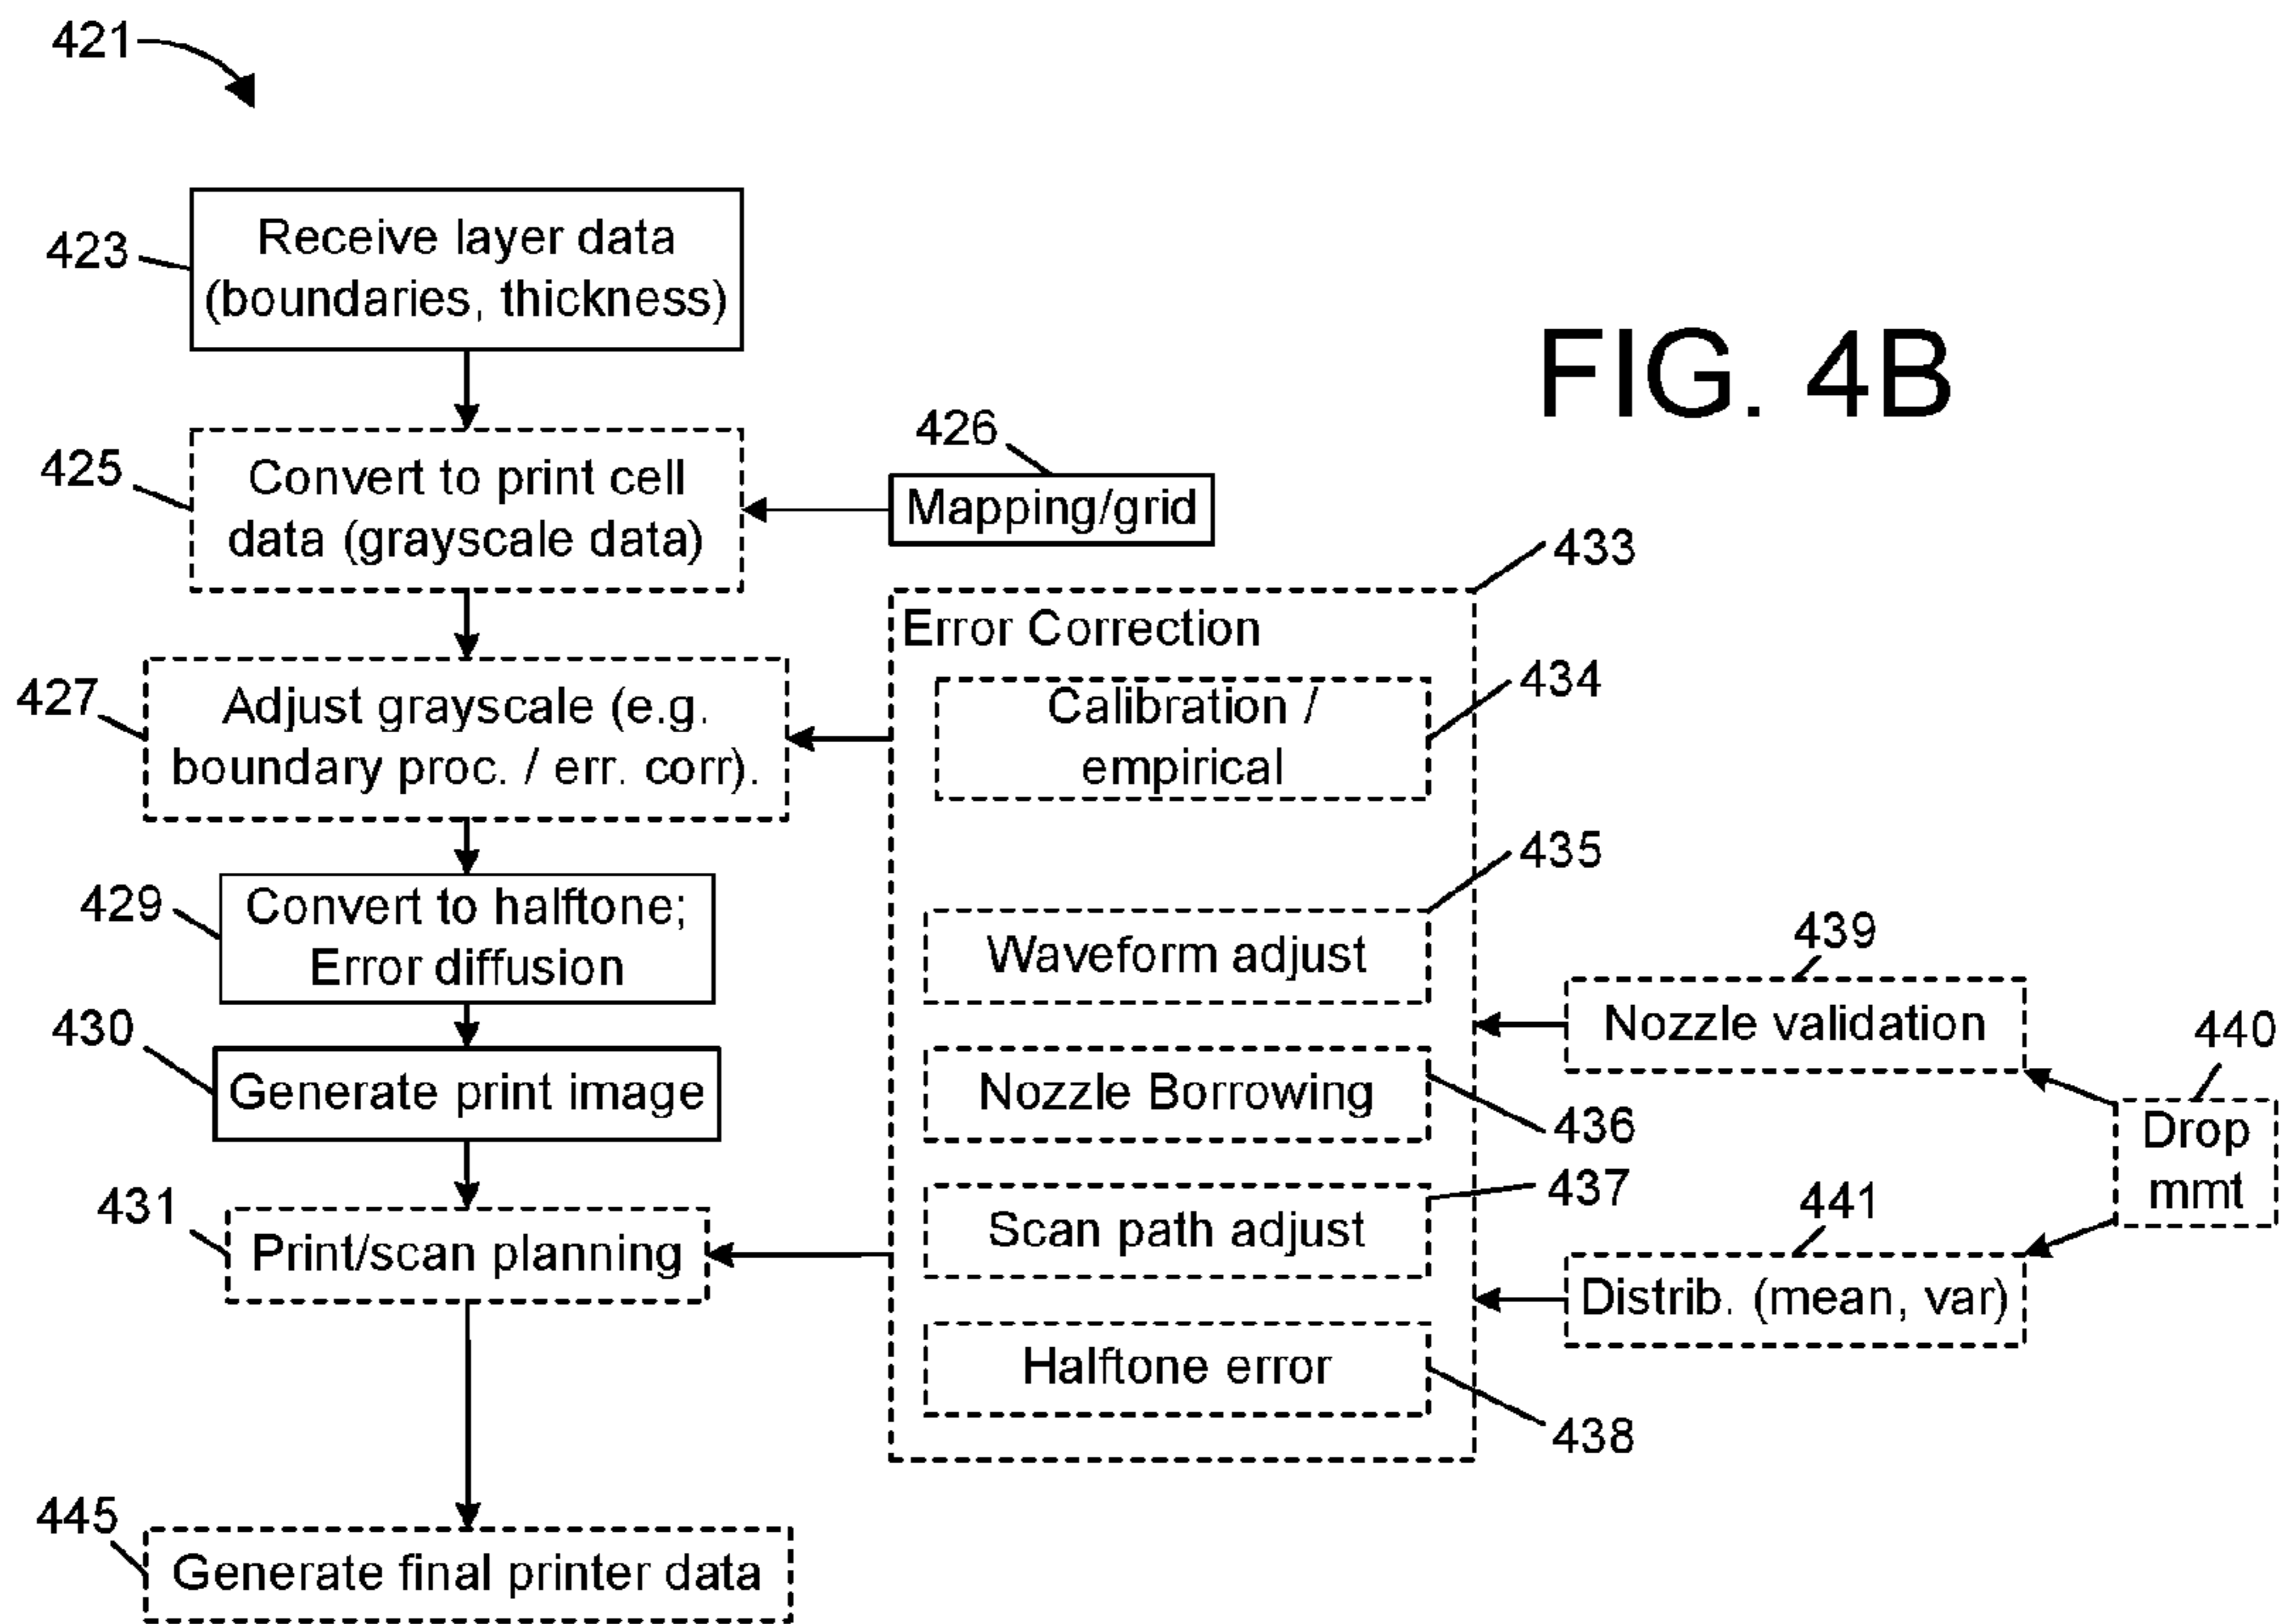 421
423
Receive layer data
(boundaries, thickness)
FIG. 4B
425
Convert to print cell
data (grayscale data)
426
Mapping/grid
433
Error Correction
427
Adjust grayscale (e.g.
boundary proc. / err. corr).
434
Calibration /
empirical
429
Convert to halftone;
Error diffusion
435
Waveform adjust
439
Nozzle validation
430
Generate print image
Nozzle Borrowing
436
440
Drop
mmt
431
Print/scan planning
437
Scan path adjust
441
Distrib. (mean, var)
Halftone error
438
445
Generate final printer data